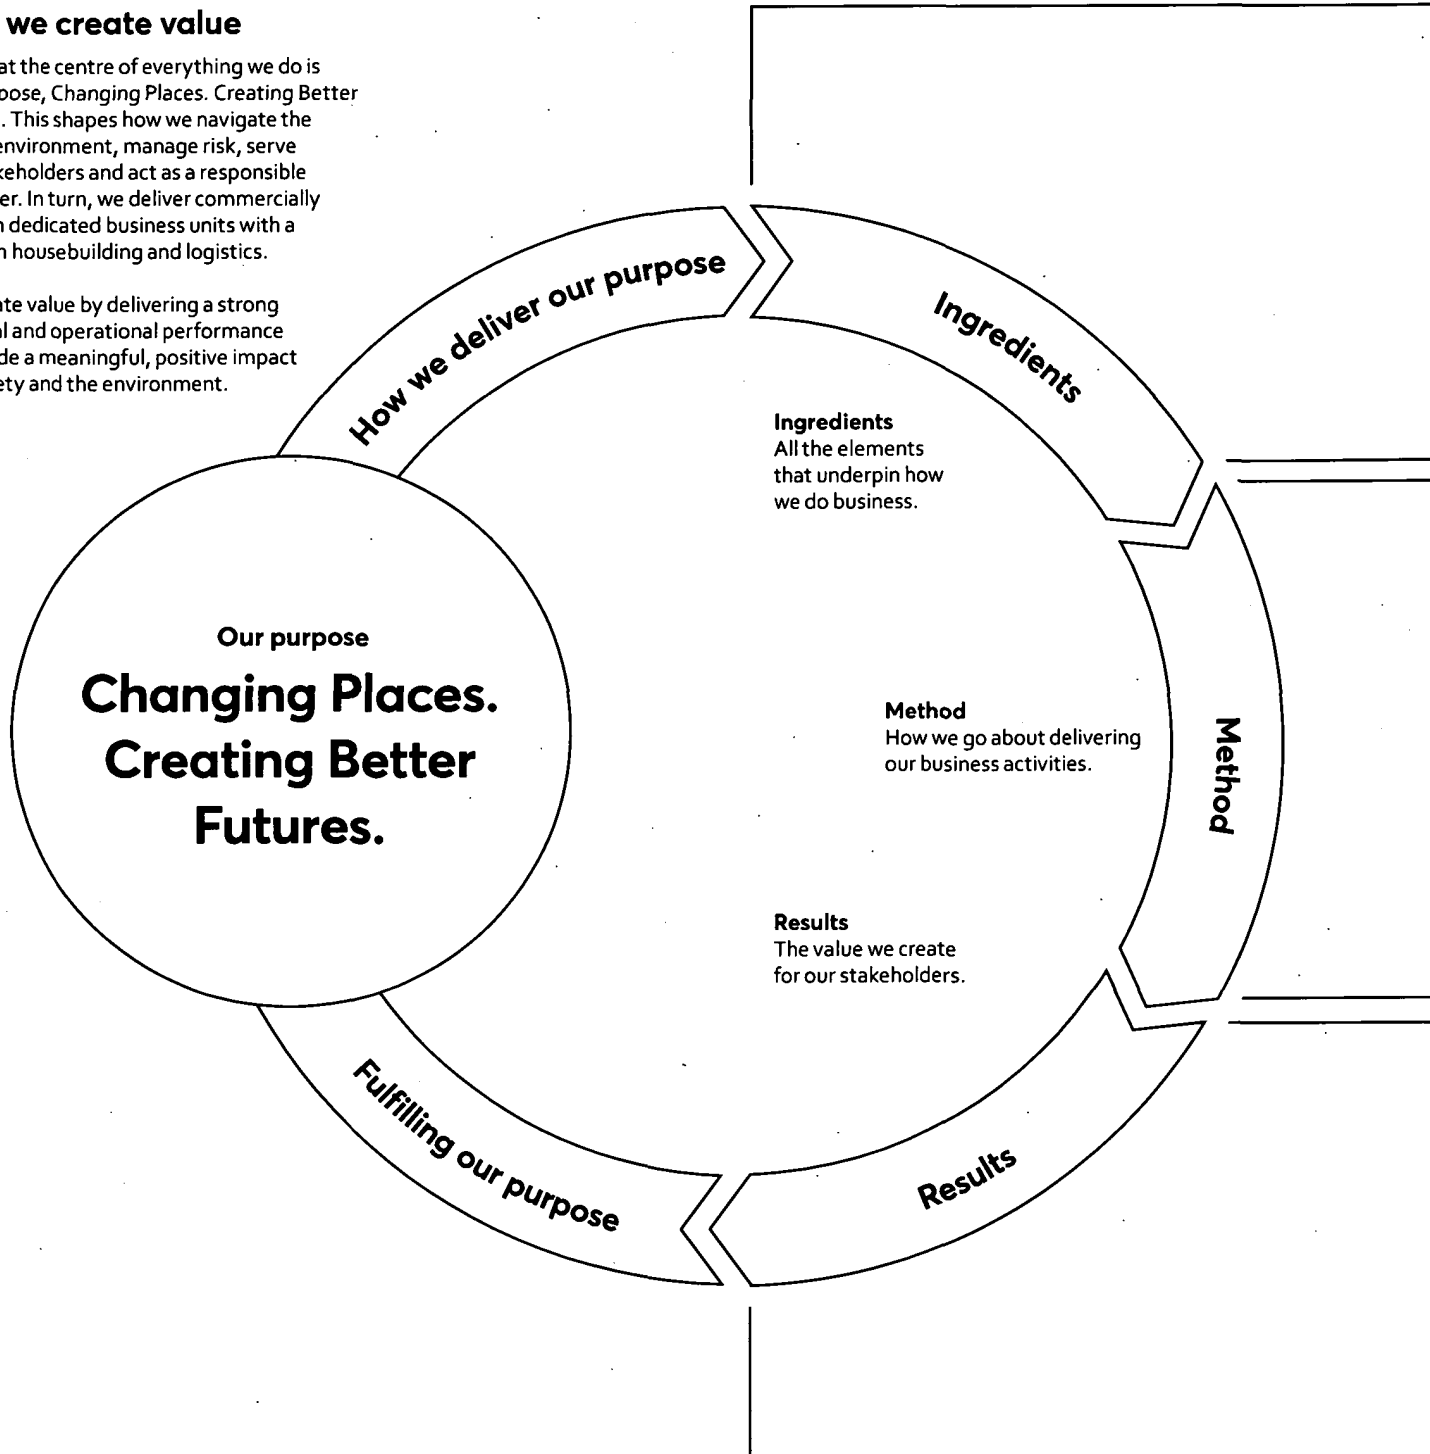 we create value
at the centre of everything we do is
pose, Changing Places. Creating Better
. This shapes how we navigate the
environment, manage risk, serve
keholders and act as a responsible
er. In turn, we deliver commercially
n dedicated business units with a
n housebuilding and logistics.
ate value by delivering a strong
al and operational performance
de a meaningful, positive impact
ety and the environment.
How we deliver our purpose
Ingredients
Ingredients
All the elements
that underpin how
we do business.
Our purpose
Changing Places.
Creating Better
Futures.
Method
How we go about delivering
our business activities.
Method
Results
The value we create
for our stakeholders.
Fulfilling our purpose
Results